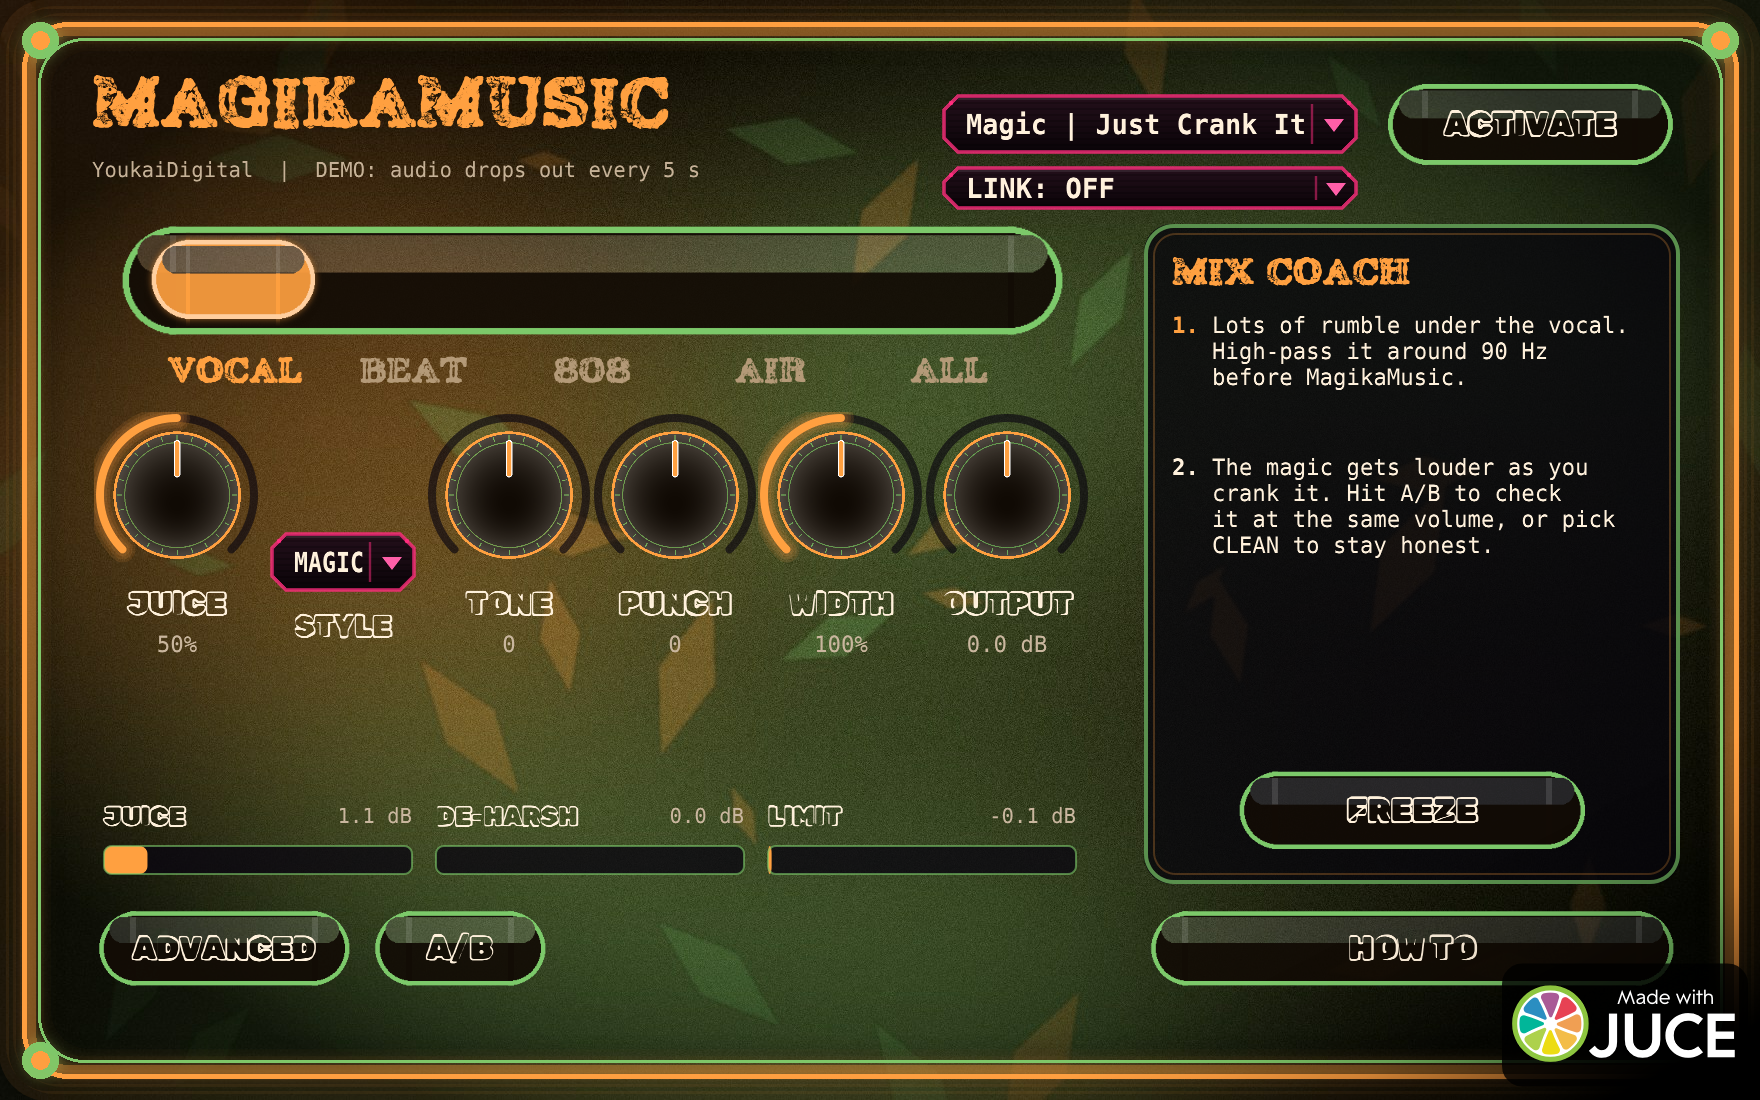 MAGIKAMUSIC
YoukaiDigital | DEMO: audio drops out every 5 s
Magic | Just Crank It
LINK: OFF
ACTIVATE
VOCAL BEAT 808 AIR ALL
MAGIC
JUICE STYLE TONE PUNCH WIDTH OUTPUT
50% 0 0 100% 0.0 dB
JUICE 1.1 dB DE-HARSH 0.0 dB LIMIT -0.1 dB
ADVANCED A/B
MIX COACH
1. Lots of rumble under the vocal.
High-pass it around 90 Hz
before MagikaMusic.
2. The magic gets louder as you
crank it. Hit A/B to check
it at the same volume, or pick
CLEAN to stay honest.
FREEZE
HOW TO
Made with
JUCE